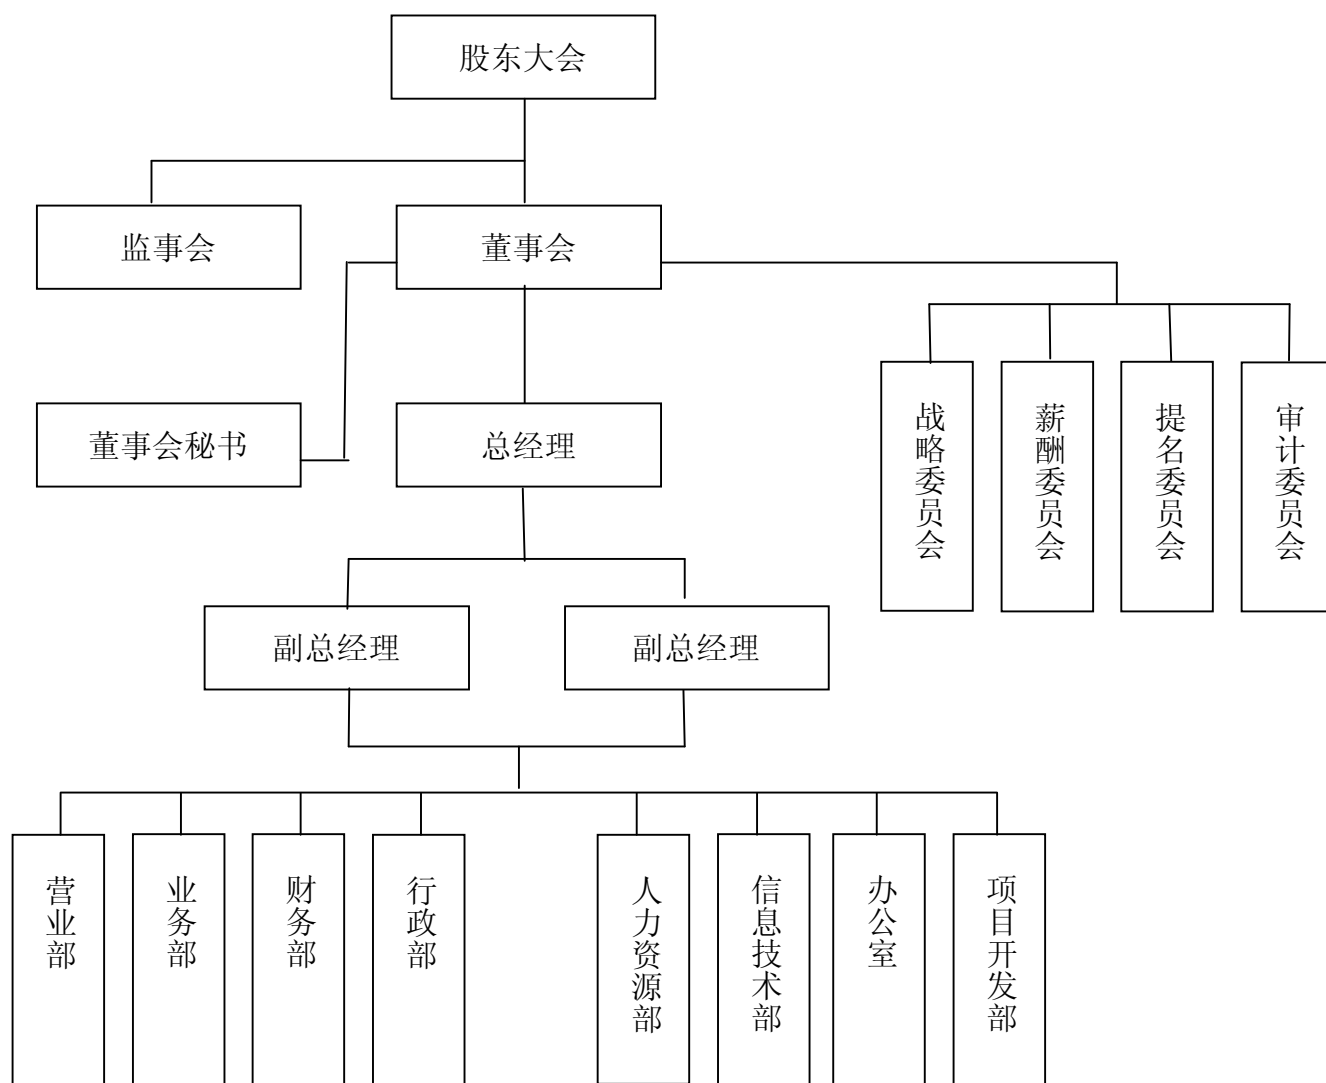 股东大会
监事会
董事会
董事会秘书
总经理
战略委员会
薪酬委员会
提名委员会
审计委员会
副总经理
副总经理
营业部
业务部
财务部
行政部
人力资源部
信息技术部
办公室
项目开发部